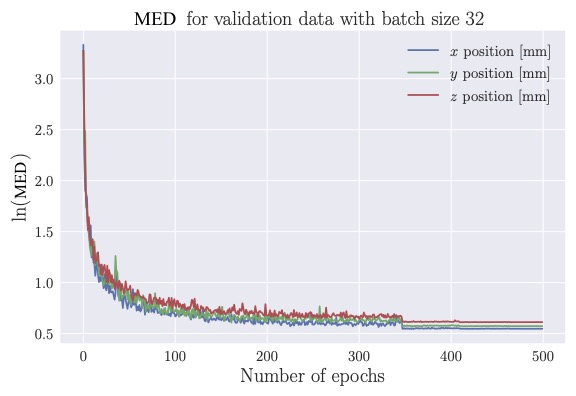 MED for validation data with batch size 32
x position [mm]
y position [mm]
z position [mm]
ln(MED)
3.0
2.5
2.0
1.5
1.0
0.5
0 100 200 300 400 500
Number of epochs